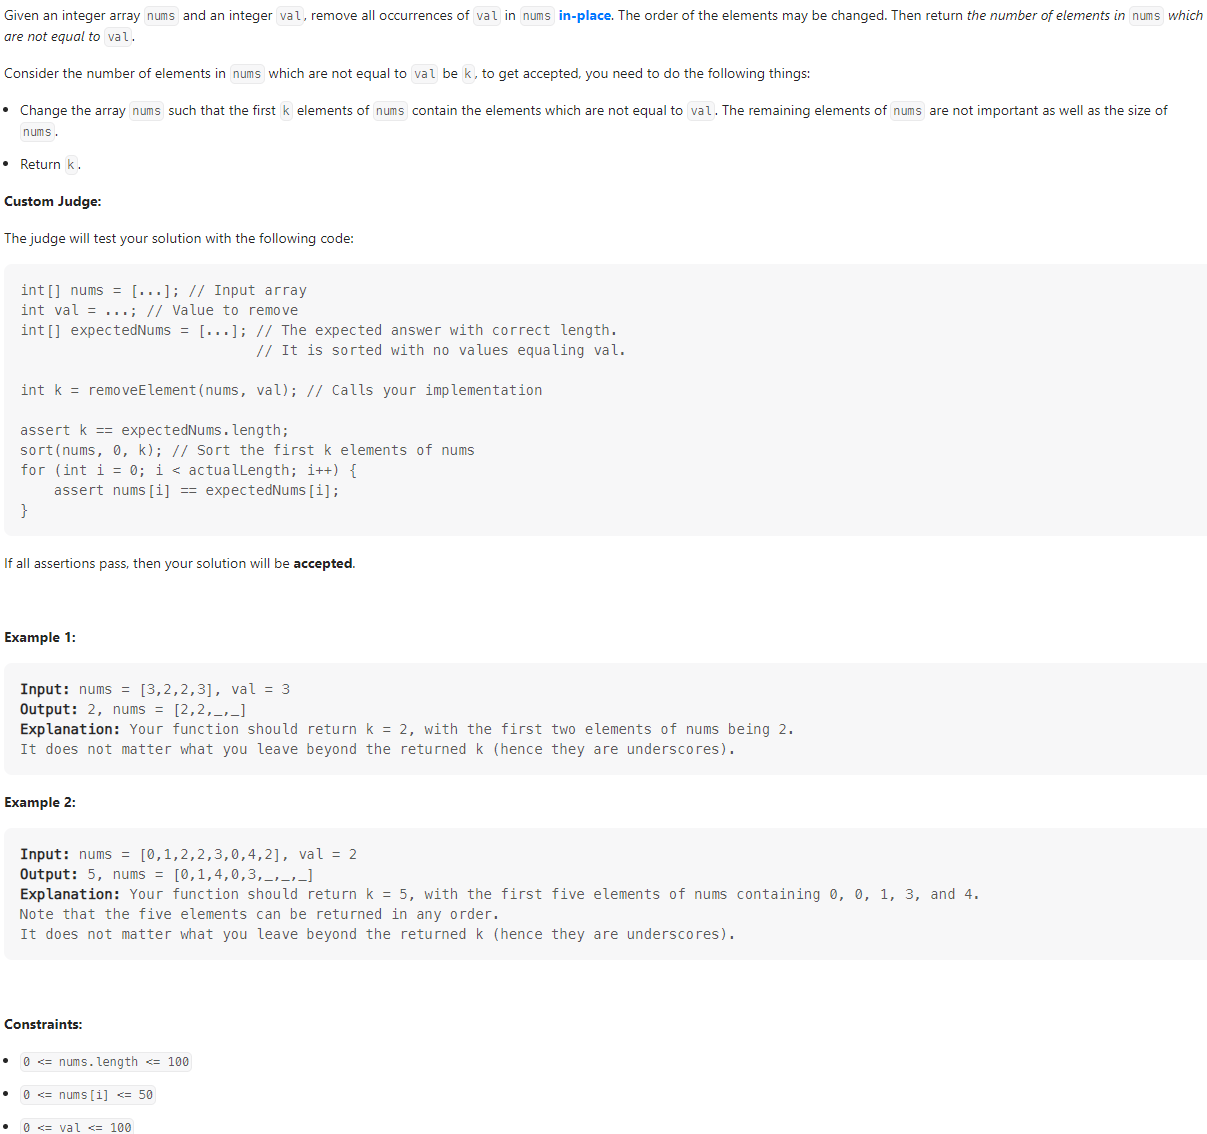 Given an integer array nums and an integer val, remove all occurrences of val in nums in-place. The order of the elements may be changed. Then return the number of elements in nums which
are not equal to val.
Consider the number of elements in nums which are not equal to val be k, to get accepted, you need to do the following things:
• Change the array nums such that the first k elements of nums contain the elements which are not equal to val. The remaining elements of nums are not important as well as the size of
nums.
• Return k.
Custom Judge:
The judge will test your solution with the following code:
int[] nums = [...]; // Input array
int val = ...; // Value to remove
int[] expectedNums = [...]; // The expected answer with correct length.
                            // It is sorted with no values equaling val.
int k = removeElement(nums, val); // Calls your implementation
assert k == expectedNums.length;
sort(nums, 0, k); // Sort the first k elements of nums
for (int i = 0; i < actualLength; i++) {
    assert nums[i] == expectedNums[i];
}
If all assertions pass, then your solution will be accepted.
Example 1:
Input: nums = [3,2,2,3], val = 3
Output: 2, nums = [2,2,_,_]
Explanation: Your function should return k = 2, with the first two elements of nums being 2.
It does not matter what you leave beyond the returned k (hence they are underscores).
Example 2:
Input: nums = [0,1,2,2,3,0,4,2], val = 2
Output: 5, nums = [0,1,4,0,3,_,_,_]
Explanation: Your function should return k = 5, with the first five elements of nums containing 0, 0, 1, 3, and 4.
Note that the five elements can be returned in any order.
It does not matter what you leave beyond the returned k (hence they are underscores).
Constraints:
• 0 <= nums.length <= 100
• 0 <= nums[i] <= 50
• 0 <= val <= 100